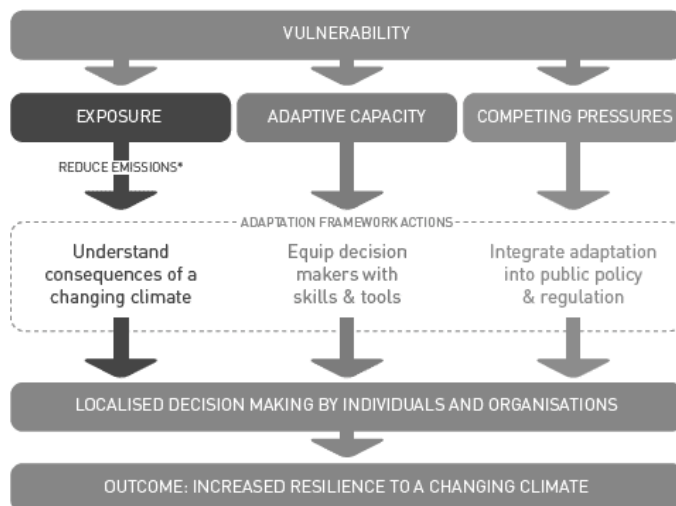 VULNERABILITY
EXPOSURE
ADAPTIVE CAPACITY
COMPETING PRESSURES
REDUCE EMISSIONS*
ADAPTATION FRAMEWORK ACTIONS
Understand
consequences of a
changing climate
Equip decision
makers with
skills & tools
Integrate adaptation
into public policy
& regulation
LOCALISED DECISION MAKING BY INDIVIDUALS AND ORGANISATIONS
OUTCOME: INCREASED RESILIENCE TO A CHANGING CLIMATE